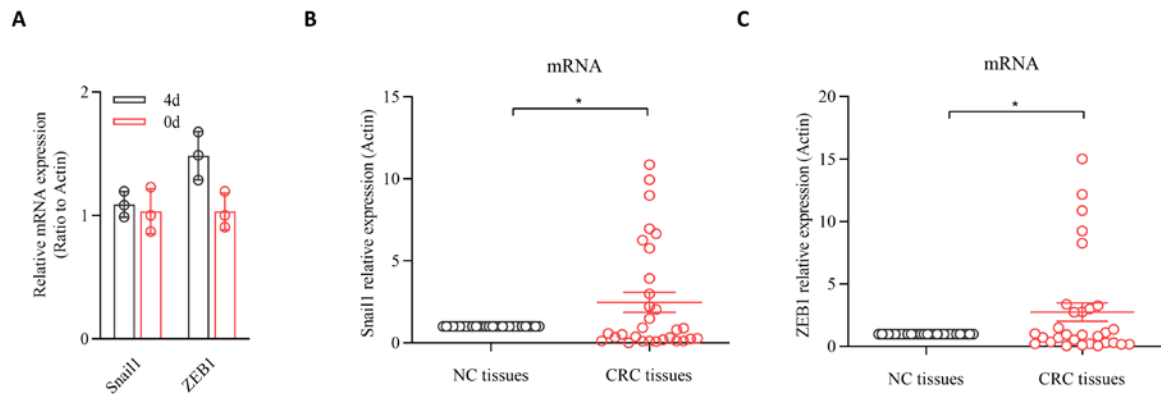 A
B
C
2
1
0
4d
0d
Relative mRNA expression
(Ratio to Actin)
Snail1
ZEB1
mRNA
*
15
10
5
0
Snail1 relative expression (Actin)
NC tissues
CRC tissues
mRNA
*
20
15
10
5
0
ZEB1 relative expression (Actin)
NC tissues
CRC tissues